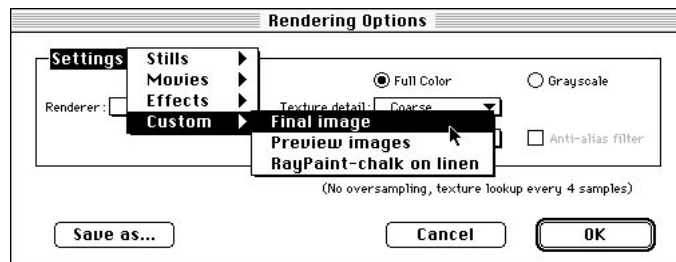 Rendering Options
Settings
Stills
Movies
Effects
Custom
Full Color
Grayscale
Renderer:
Texture detail: Coarse
Final image
Preview images
RayPaint-chalk on linen
Anti-alias filter
(No oversampling, texture lookup every 4 samples)
Save as...
Cancel
OK